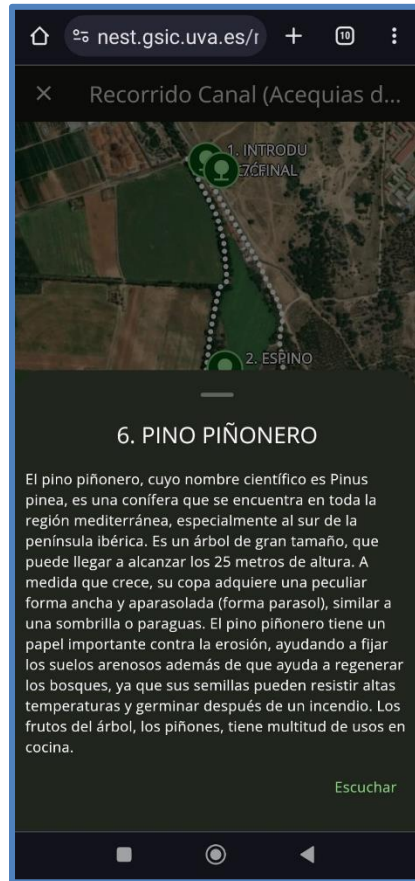 nest.gsic.uva.es/r
10
Recorrido Canal (Acequias d...
1. INTRODU
FINAL
2. ESPINO
6. PINO PIÑONERO
El pino piñonero, cuyo nombre científico es Pinus
pinea, es una conífera que se encuentra en toda la
región mediterránea, especialmente al sur de la
península ibérica. Es un árbol de gran tamaño, que
puede llegar a alcanzar los 25 metros de altura. A
medida que crece, su copa adquiere una peculiar
forma ancha y aparasolada (forma parasol), similar a
una sombrilla o paraguas. El pino piñonero tiene un
papel importante contra la erosión, ayudando a fijar
los suelos arenosos además de que ayuda a regenerar
los bosques, ya que sus semillas pueden resistir altas
temperaturas y germinar después de un incendio. Los
frutos del árbol, los piñones, tiene multitud de usos en
cocina.
Escuchar